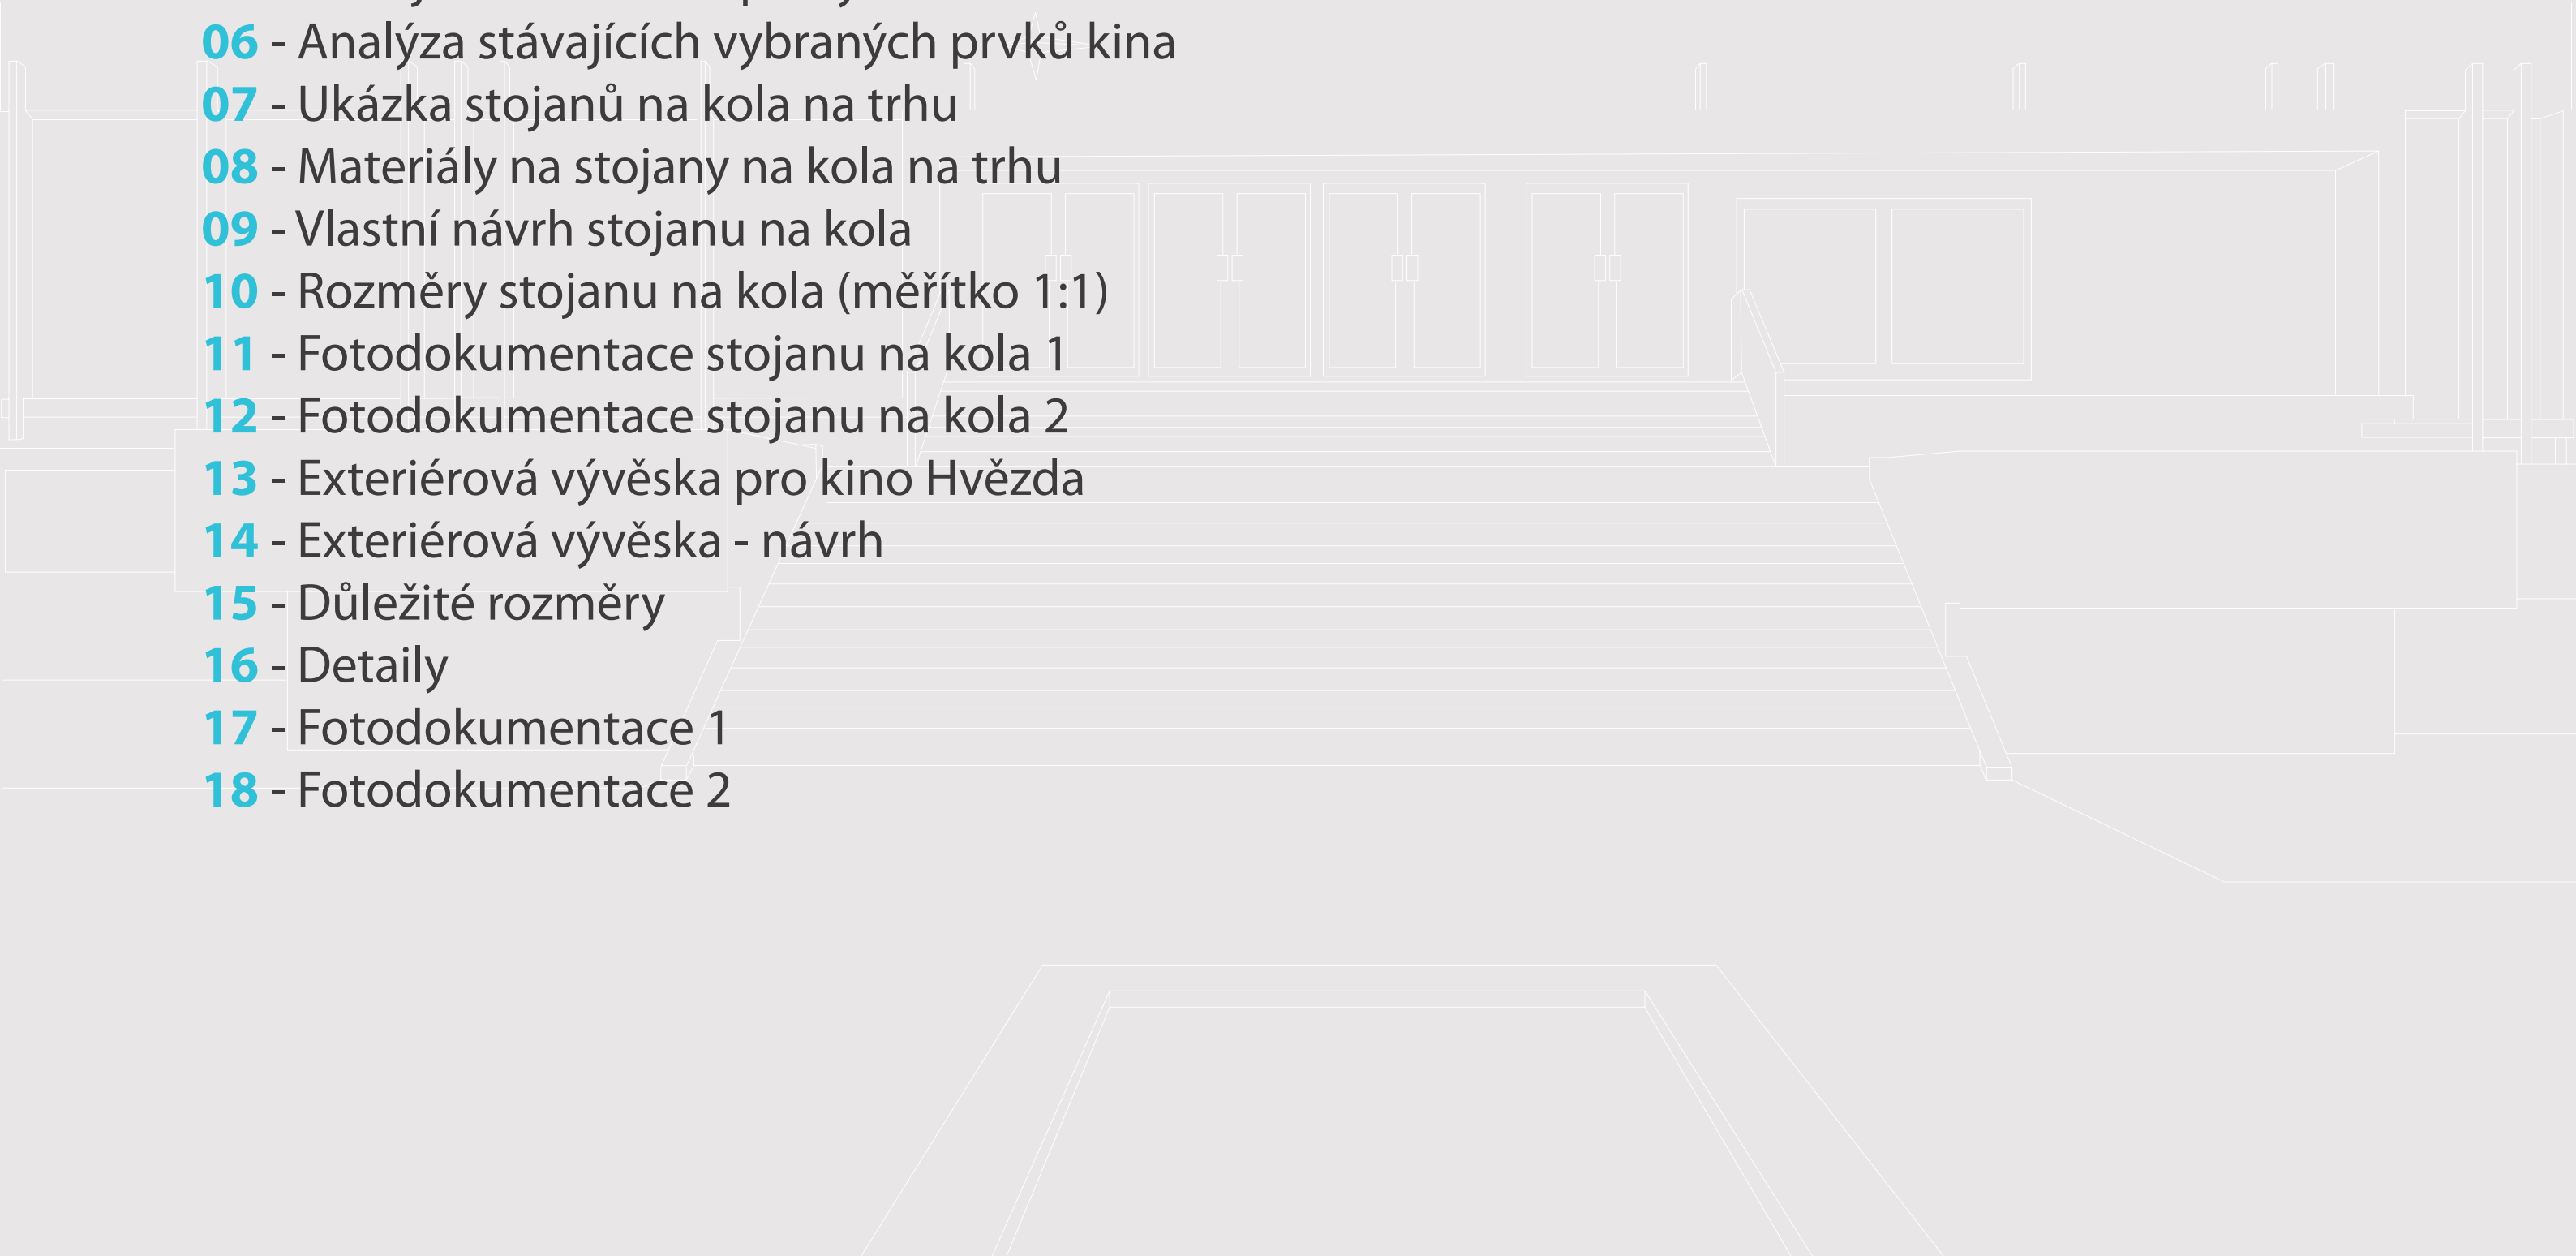 06 - Analýza stávajících vybraných prvků kina
07 - Ukázka stojanů na kola na trhu
08 - Materiály na stojany na kola na trhu
09 - Vlastní návrh stojanu na kola
10 - Rozměry stojanu na kola (měřítko 1:1)
11 - Fotodokumentace stojanu na kola 1
12 - Fotodokumentace stojanu na kola 2
13 - Exteriérová vývěska pro kino Hvězda
14 - Exteriérová vývěska - návrh
15 - Důležité rozměry
16 - Detaily
17 - Fotodokumentace 1
18 - Fotodokumentace 2